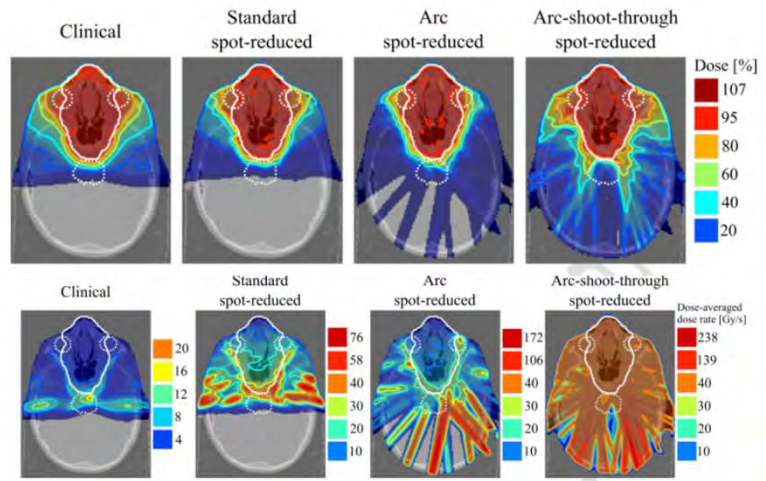 Clinical
Standard
spot-reduced
Arc
spot-reduced
Arc-shoot-through
spot-reduced
Dose [%]
107
95
80
60
40
20
Clinical
20
16
12
8
4
Standard
spot-reduced
76
58
40
30
20
10
Arc
spot-reduced
172
106
40
30
20
10
Arc-shoot-through
spot-reduced
Dose-averaged
dose rate [Gy/s]
238
139
40
30
20
10